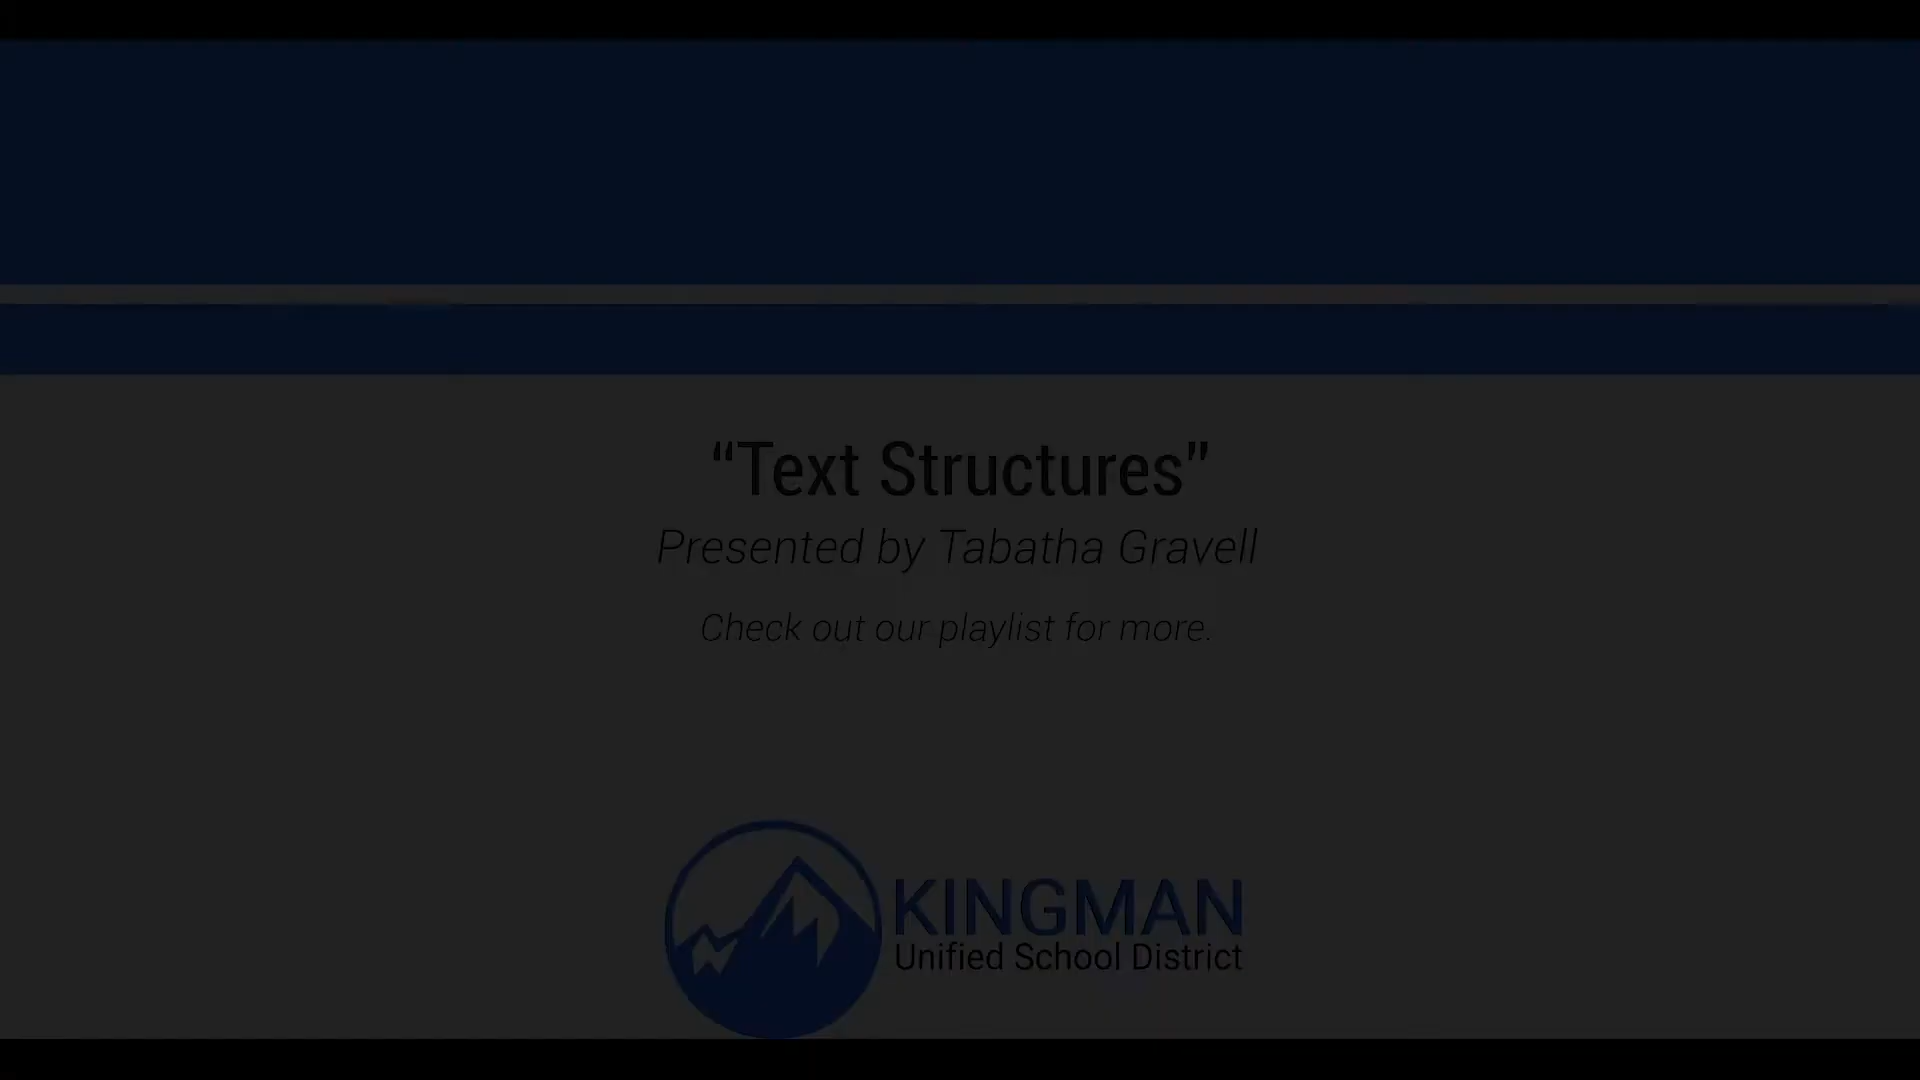 “Text Structures”
Presented by Tabatha Gravell
Check out our playlist for more.
KINGMAN
Unified School District